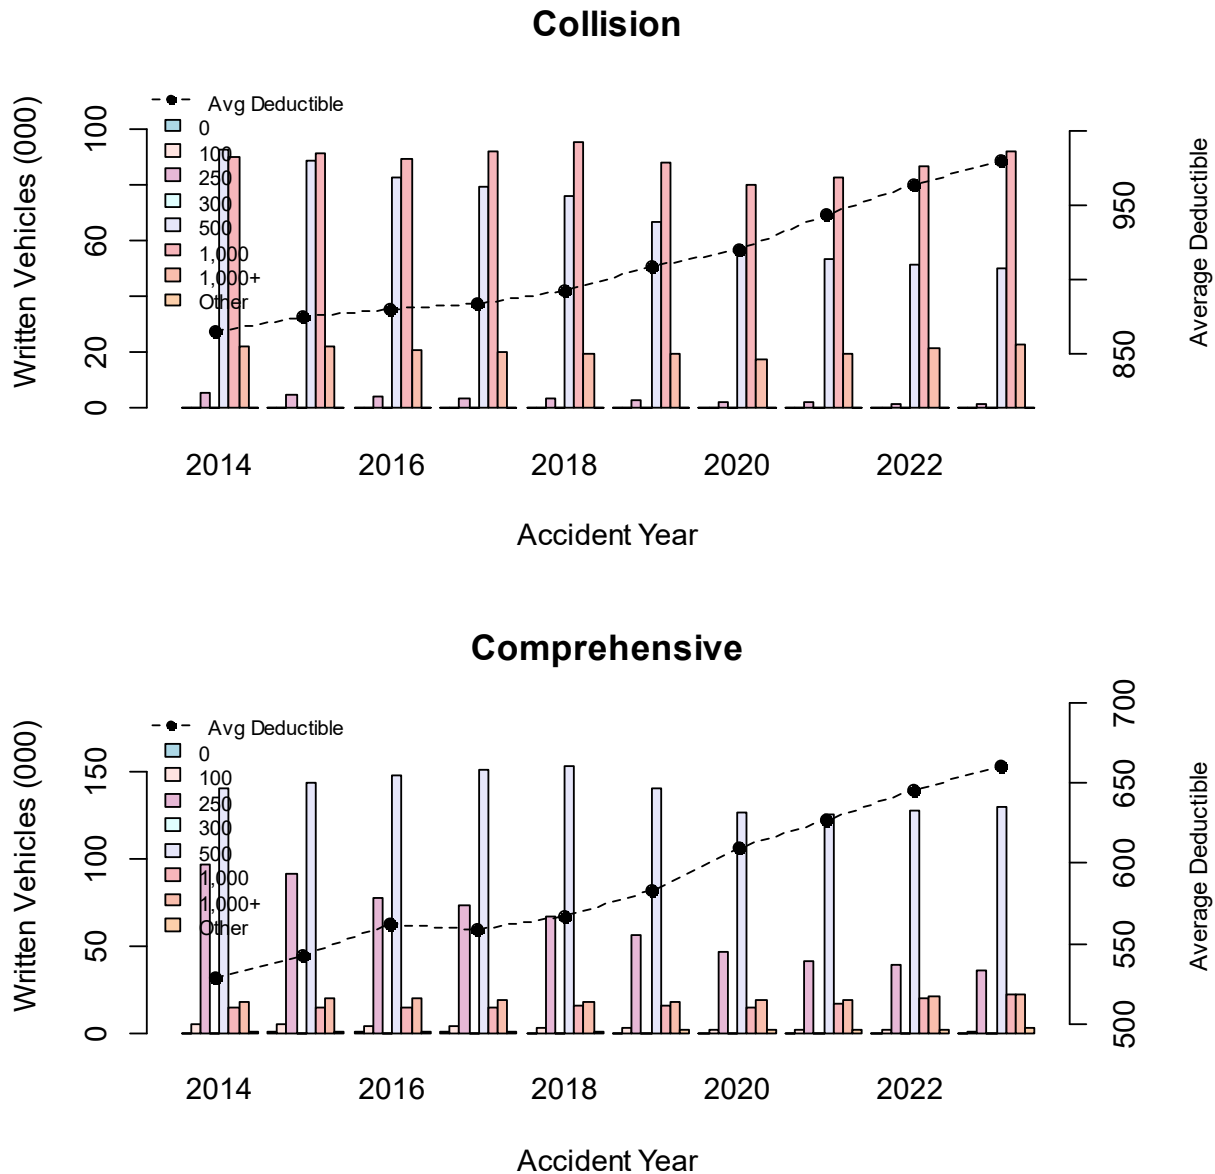 Collision
Written Vehicles (000)
100
60
20
0
Avg Deductible
0
100
250
300
500
1,000
1,000+
Other
950
850
Average Deductible
2014 2016 2018 2020 2022
Accident Year
Comprehensive
Written Vehicles (000)
150
100
50
0
Avg Deductible
0
100
250
300
500
1,000
1,000+
Other
700
650
600
550
500
Average Deductible
2014 2016 2018 2020 2022
Accident Year